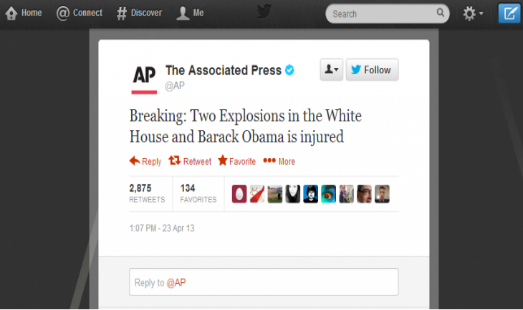 Home @ Connect # Discover Me Search
AP The Associated Press
@AP
Follow
Breaking: Two Explosions in the White
House and Barack Obama is injured
Reply Retweet Favorite More
2,875 134
RETWEETS FAVORITES
1:07 PM - 23 Apr 13
Reply to @AP